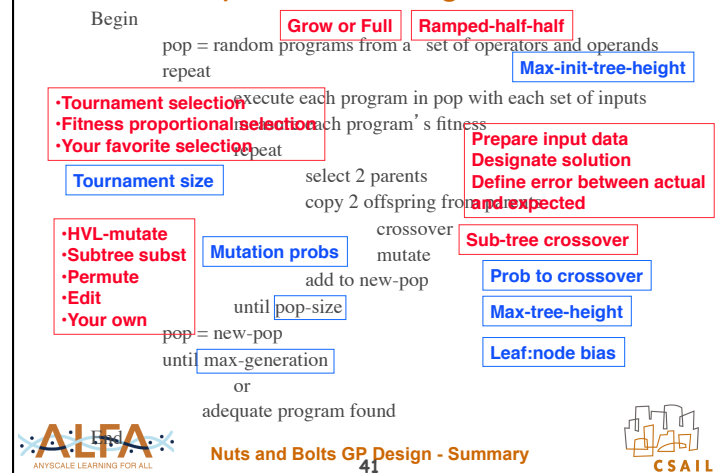 Begin
Grow or Full
Ramped-half-half
pop = random programs from a set of operators and operands
repeat
Max-init-tree-height
execute each program in pop with each set of inputs
measure each program's fitness
•Tournament selection
•Fitness proportional selection
•Your favorite selection
repeat
Prepare input data
Designate solution
Define error between actual
and expected
Tournament size
select 2 parents
copy 2 offspring from parents
crossover
Sub-tree crossover
•HVL-mutate
•Subtree subst
•Permute
•Edit
•Your own
Mutation probs
mutate
Prob to crossover
add to new-pop
Max-tree-height
until pop-size
pop = new-pop
until max-generation
Leaf:node bias
or
adequate program found
End
ALFA
ANYSCALE LEARNING FOR ALL
Nuts and Bolts GP Design - Summary
41
CSAIL